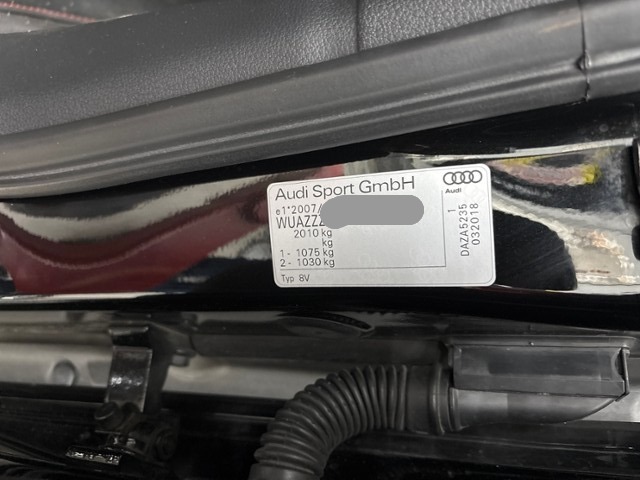 Audi Sport GmbH
e1*2007/
WUAZZZ
2010 kg
kg
1 - 1075 kg
2 - 1030 kg
Typ 8V
Audi
1
DAZA5235
032018